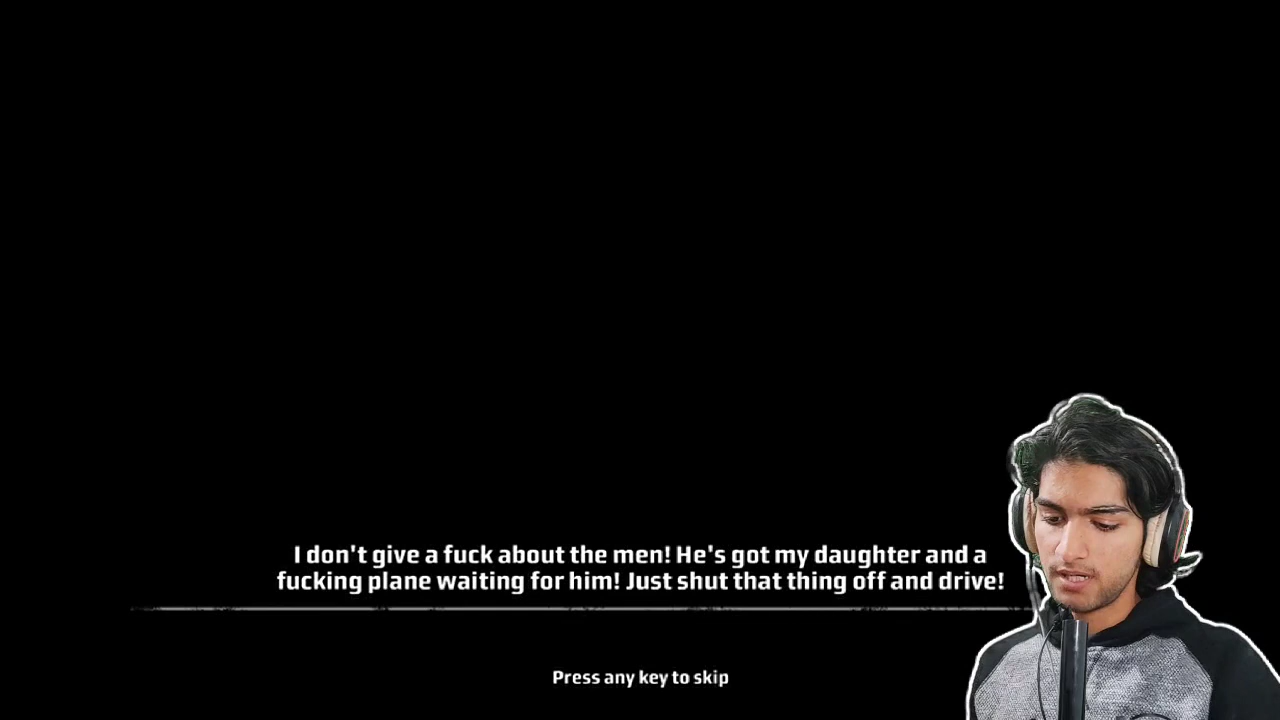 I don't give a fuck about the men! He's got my daughter and a
fucking plane waiting for him! Just shut that thing off and drive!
Press any key to skip